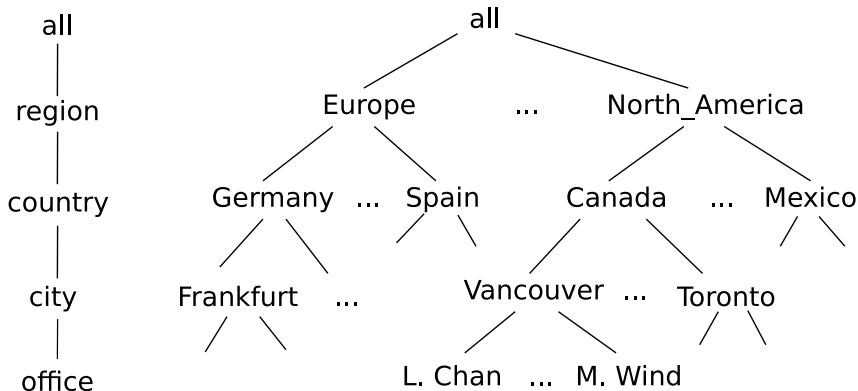 all all
region Europe ... North_America
country Germany ... Spain Canada ... Mexico
city Frankfurt ... Vancouver ... Toronto
office L. Chan ... M. Wind